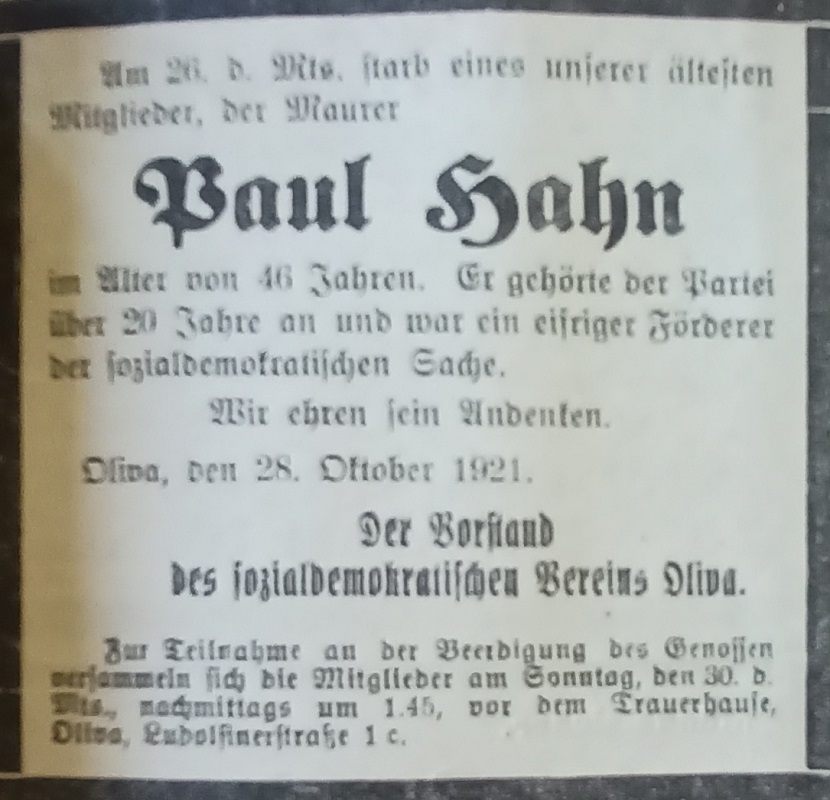 Am 26. d. Mts. starb eines unserer ältesten
Mitglieder, der Maurer
Paul Hahn
im Alter von 46 Jahren. Er gehörte der Partei
über 20 Jahre an und war ein eifriger Förderer
der sozialdemokratischen Sache.
Wir ehren sein Andenken.
Oliva, den 28. Oktober 1921.
Der Vorstand
des sozialdemokratischen Vereins Oliva.
Zur Teilnahme an der Beerdigung des Genossen
versammeln sich die Mitglieder am Sonntag, den 30. d.
Mts., nachmittags um 1.45, vor dem Trauerhause,
Oliva, Ludolfinerstraße 1 c.